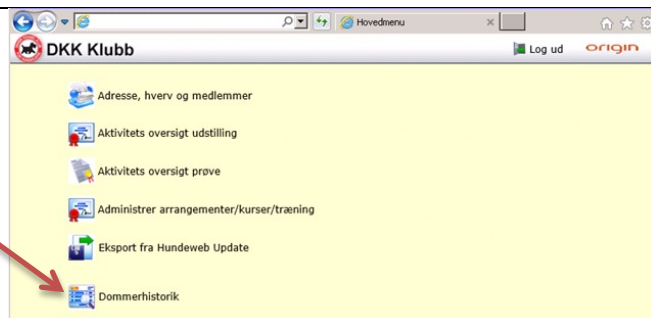 Hovedmenu
DKK Klubb
Log ud
origin
Adresse, hverv og medlemmer
Aktivitets oversigt udstilling
Aktivitets oversigt prøve
Administrer arrangementer/kurser/træning
Eksport fra Hundeweb Update
Dommerhistorik